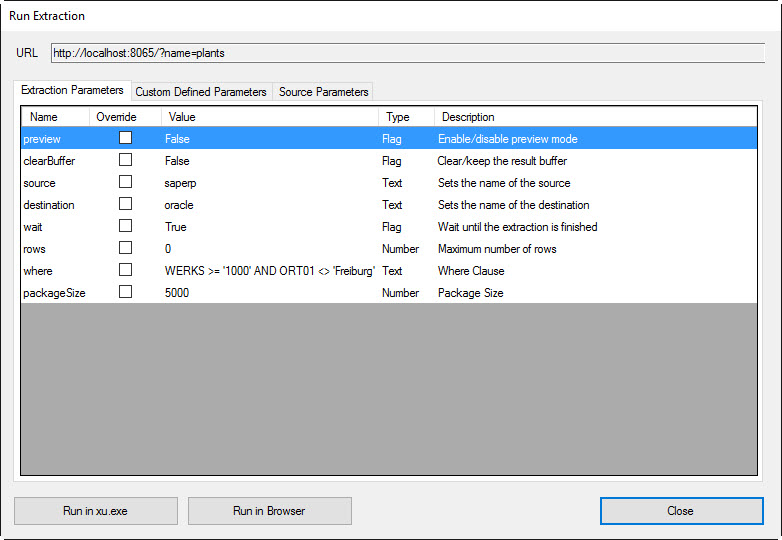 Run Extraction
URL http://localhost:8065/?name=plants
Extraction Parameters Custom Defined Parameters Source Parameters
Name Override Value Type Description
preview False Flag Enable/disable preview mode
clearBuffer False Flag Clear/keep the result buffer
source saperp Text Sets the name of the source
destination oracle Text Sets the name of the destination
wait True Flag Wait until the extraction is finished
rows 0 Number Maximum number of rows
where WERKS >= '1000' AND ORT01 <> 'Freiburg' Text Where Clause
packageSize 5000 Number Package Size
Run in xu.exe Run in Browser Close